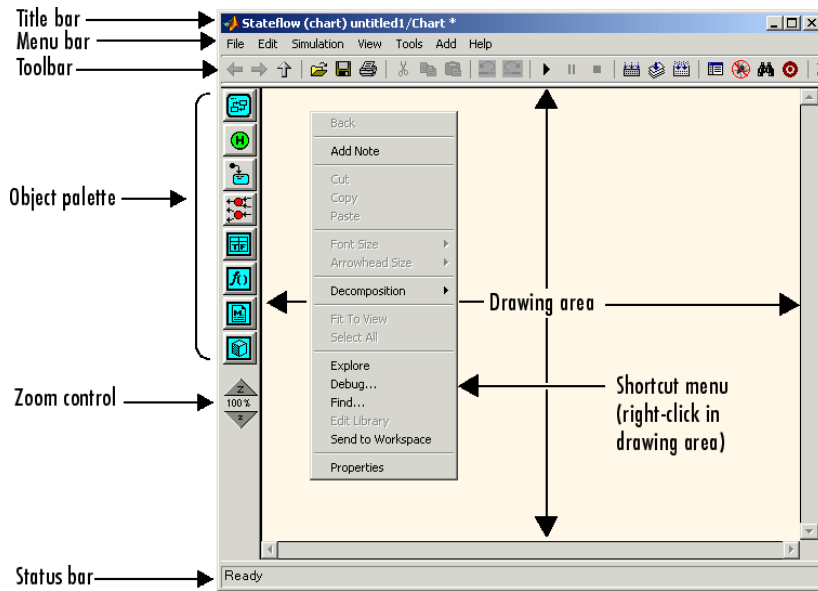 Title bar
Stateflow (chart) untitled1/Chart *
Menu bar
File Edit Simulation View Tools Add Help
Toolbar
Object palette
H
TF
f()
M
Back
Add Note
Cut
Copy
Paste
Font Size
Arrowhead Size
Decomposition
Fit To View
Select All
Explore
Debug...
Find...
Edit Library
Send to Workspace
Properties
Drawing area
Shortcut menu
(right-click in
drawing area)
Zoom control
Z
100%
z
Status bar
Ready